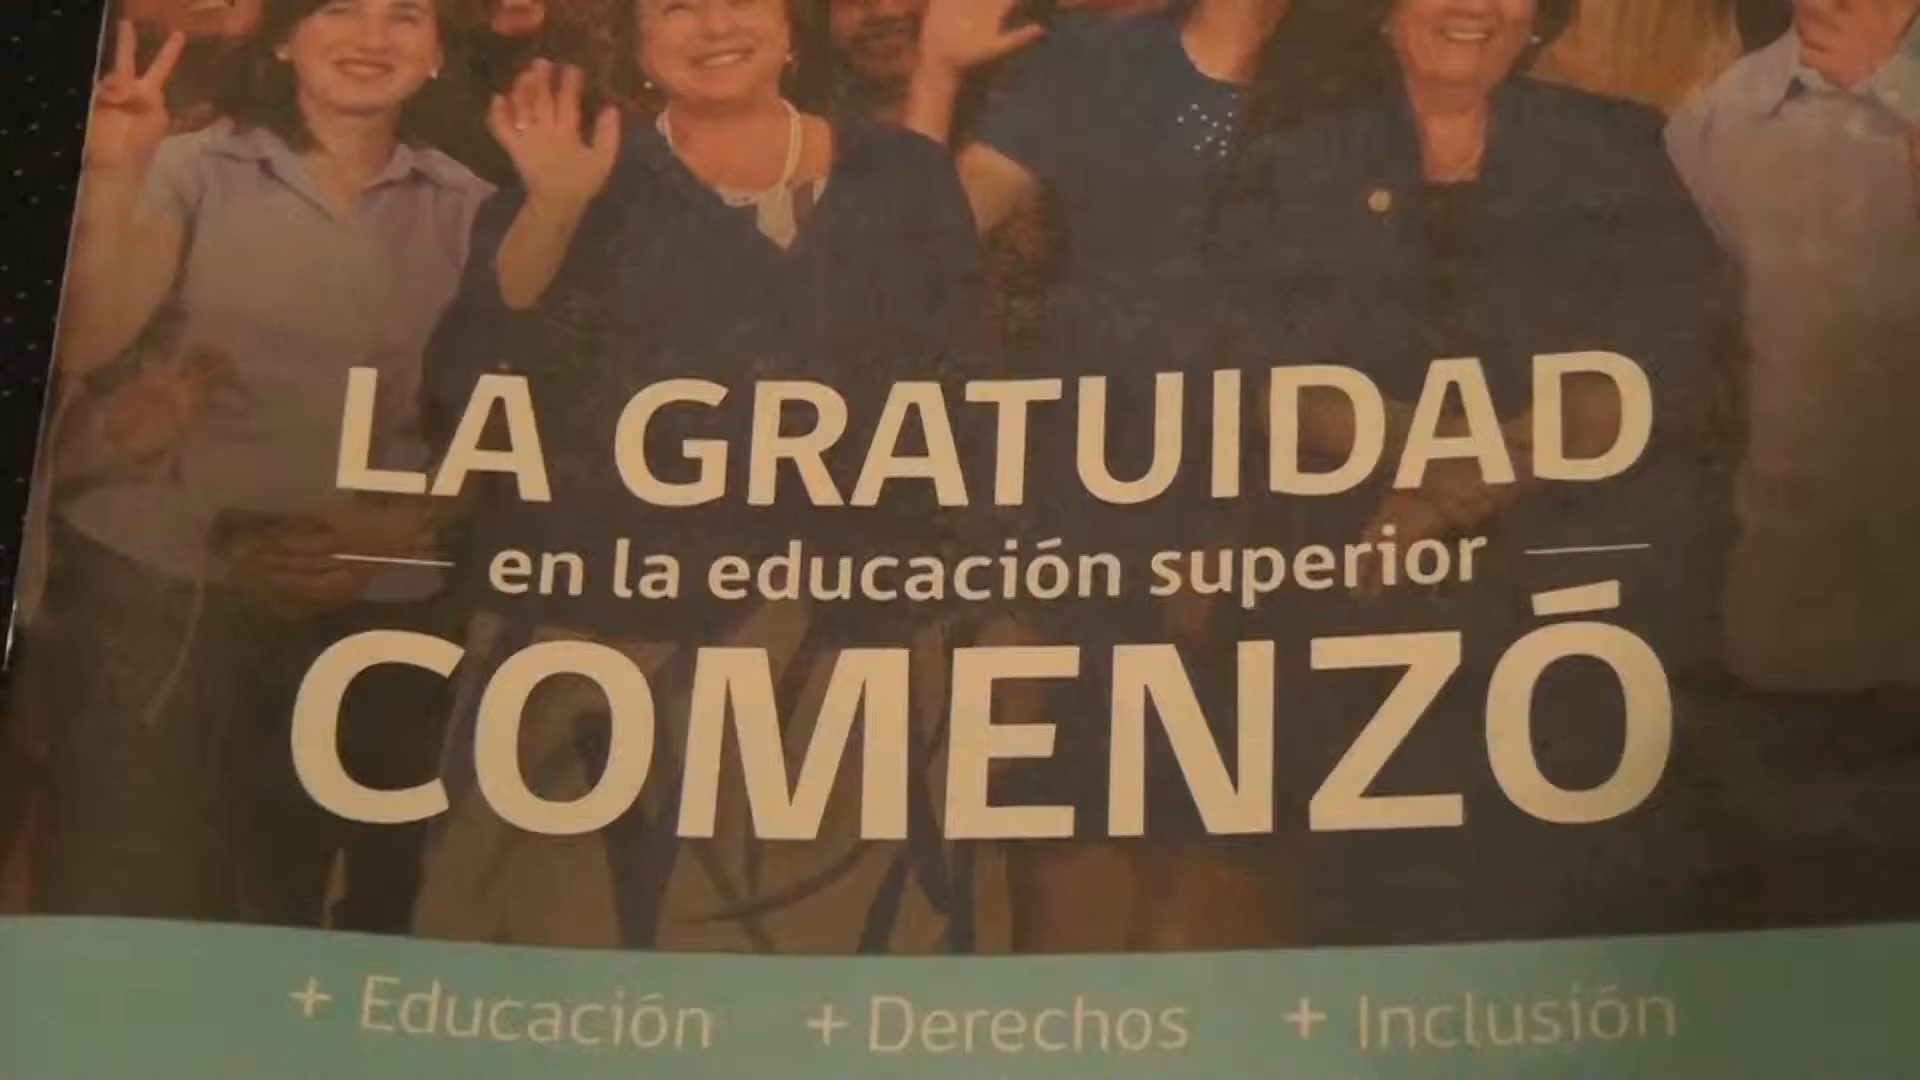 LA GRATUIDAD
en la educación superior
COMENZÓ
+ Educación + Derechos + Inclusión